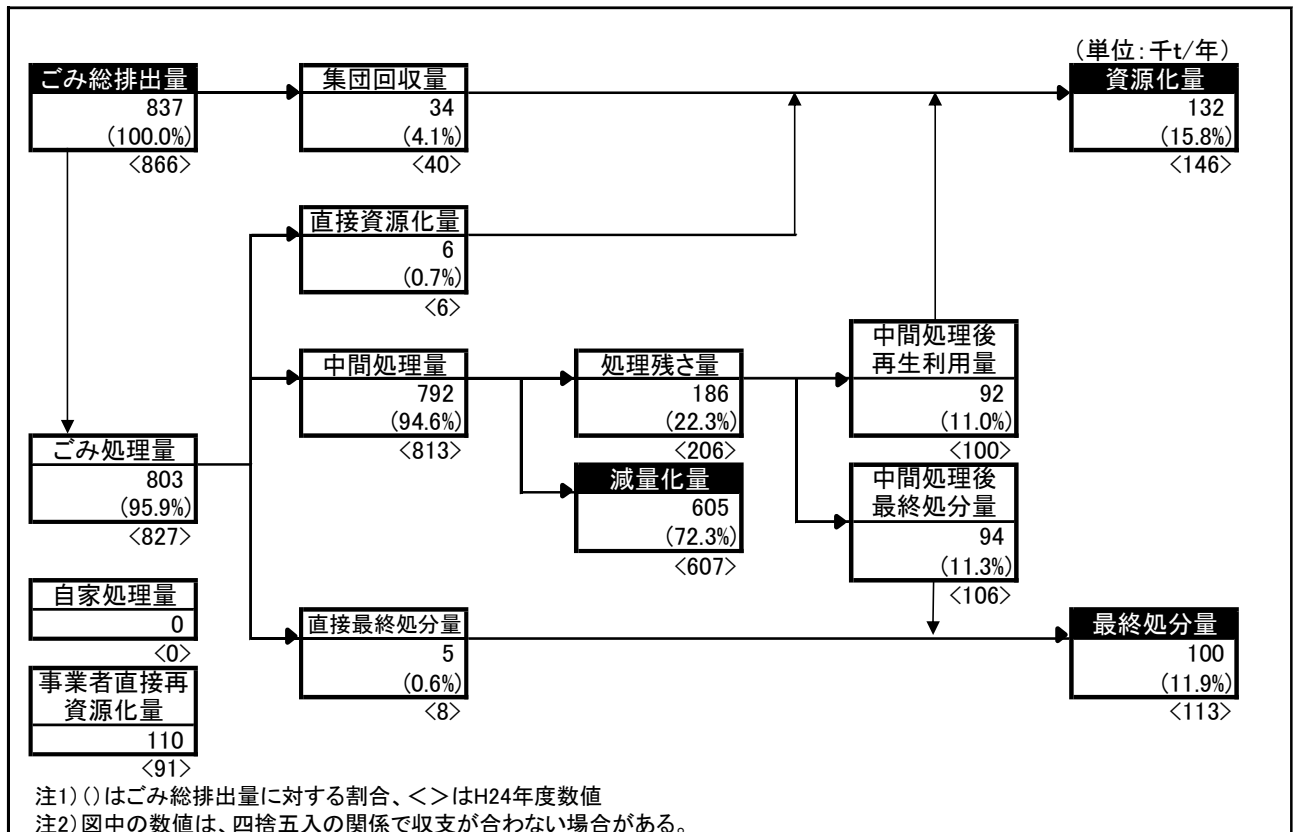 (単位:千t/年)
ごみ総排出量
837
(100.0%)
<866>
集団回収量
34
(4.1%)
<40>
資源化量
132
(15.8%)
<146>
直接資源化量
6
(0.7%)
<6>
中間処理量
792
(94.6%)
<813>
処理残さ量
186
(22.3%)
<206>
中間処理後
再生利用量
92
(11.0%)
<100>
ごみ処理量
803
(95.9%)
<827>
減量化量
605
(72.3%)
<607>
中間処理後
最終処分量
94
(11.3%)
<106>
自家処理量
0
<0>
直接最終処分量
5
(0.6%)
<8>
最終処分量
100
(11.9%)
<113>
事業者直接再
資源化量
110
<91>
注1)()はごみ総排出量に対する割合、<>はH24年度数値
注2)図中の数値は、四捨五入の関係で収支が合わない場合がある。